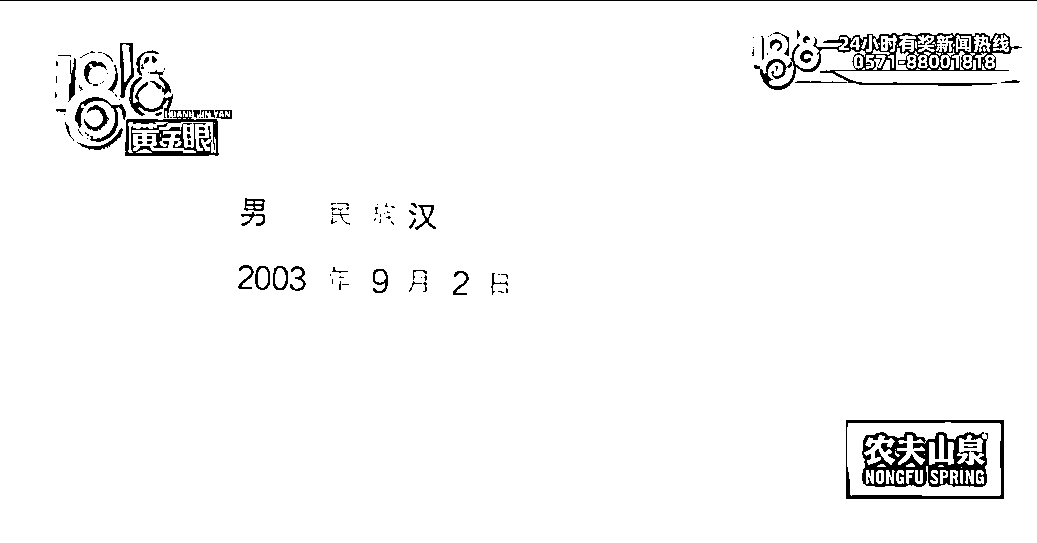 1818
HUANG JIN YAN
黄金眼
1818
24小时有奖新闻热线
0571-88001818
男 民族 汉
2003 年 9 月 2 日
农夫山泉
NONGFU SPRING